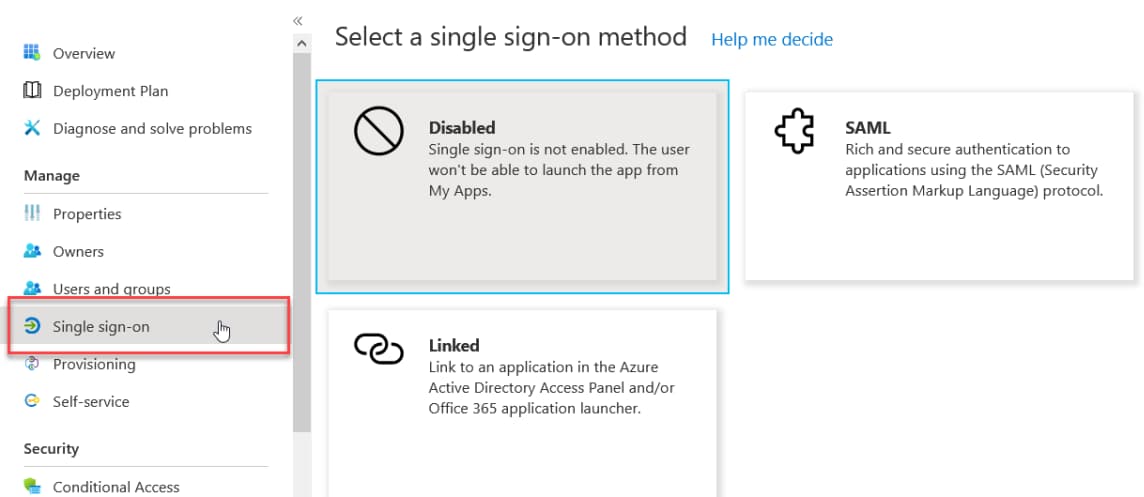 «
Overview
Deployment Plan
Diagnose and solve problems
Manage
Properties
Owners
Users and groups
Single sign-on
Provisioning
Self-service
Security
Conditional Access
Select a single sign-on method
Help me decide
Disabled
Single sign-on is not enabled. The user
won't be able to launch the app from
My Apps.
SAML
Rich and secure authentication to
applications using the SAML (Security
Assertion Markup Language) protocol.
Linked
Link to an application in the Azure
Active Directory Access Panel and/or
Office 365 application launcher.